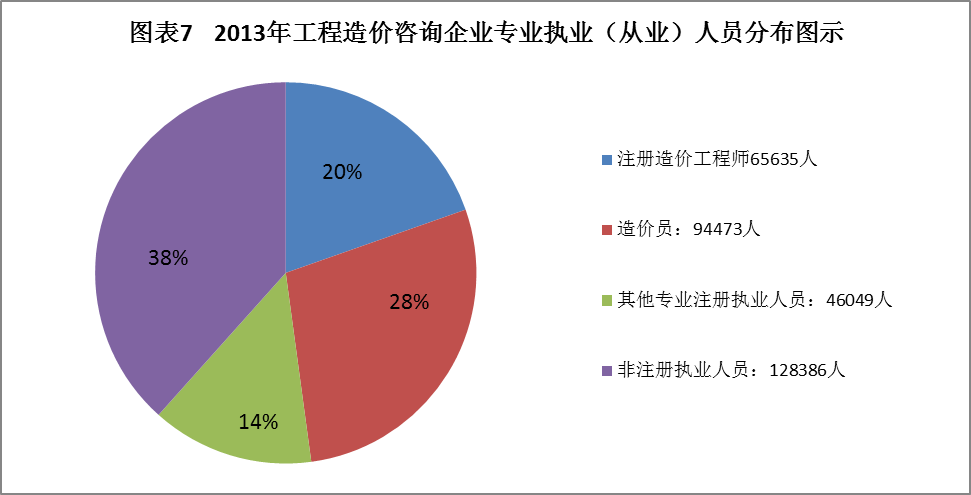 图表7 2013年工程造价咨询企业专业执业（从业）人员分布图示
20%
28%
14%
38%
注册造价工程师65635人
造价员：94473人
其他专业注册执业人员：46049人
非注册执业人员：128386人